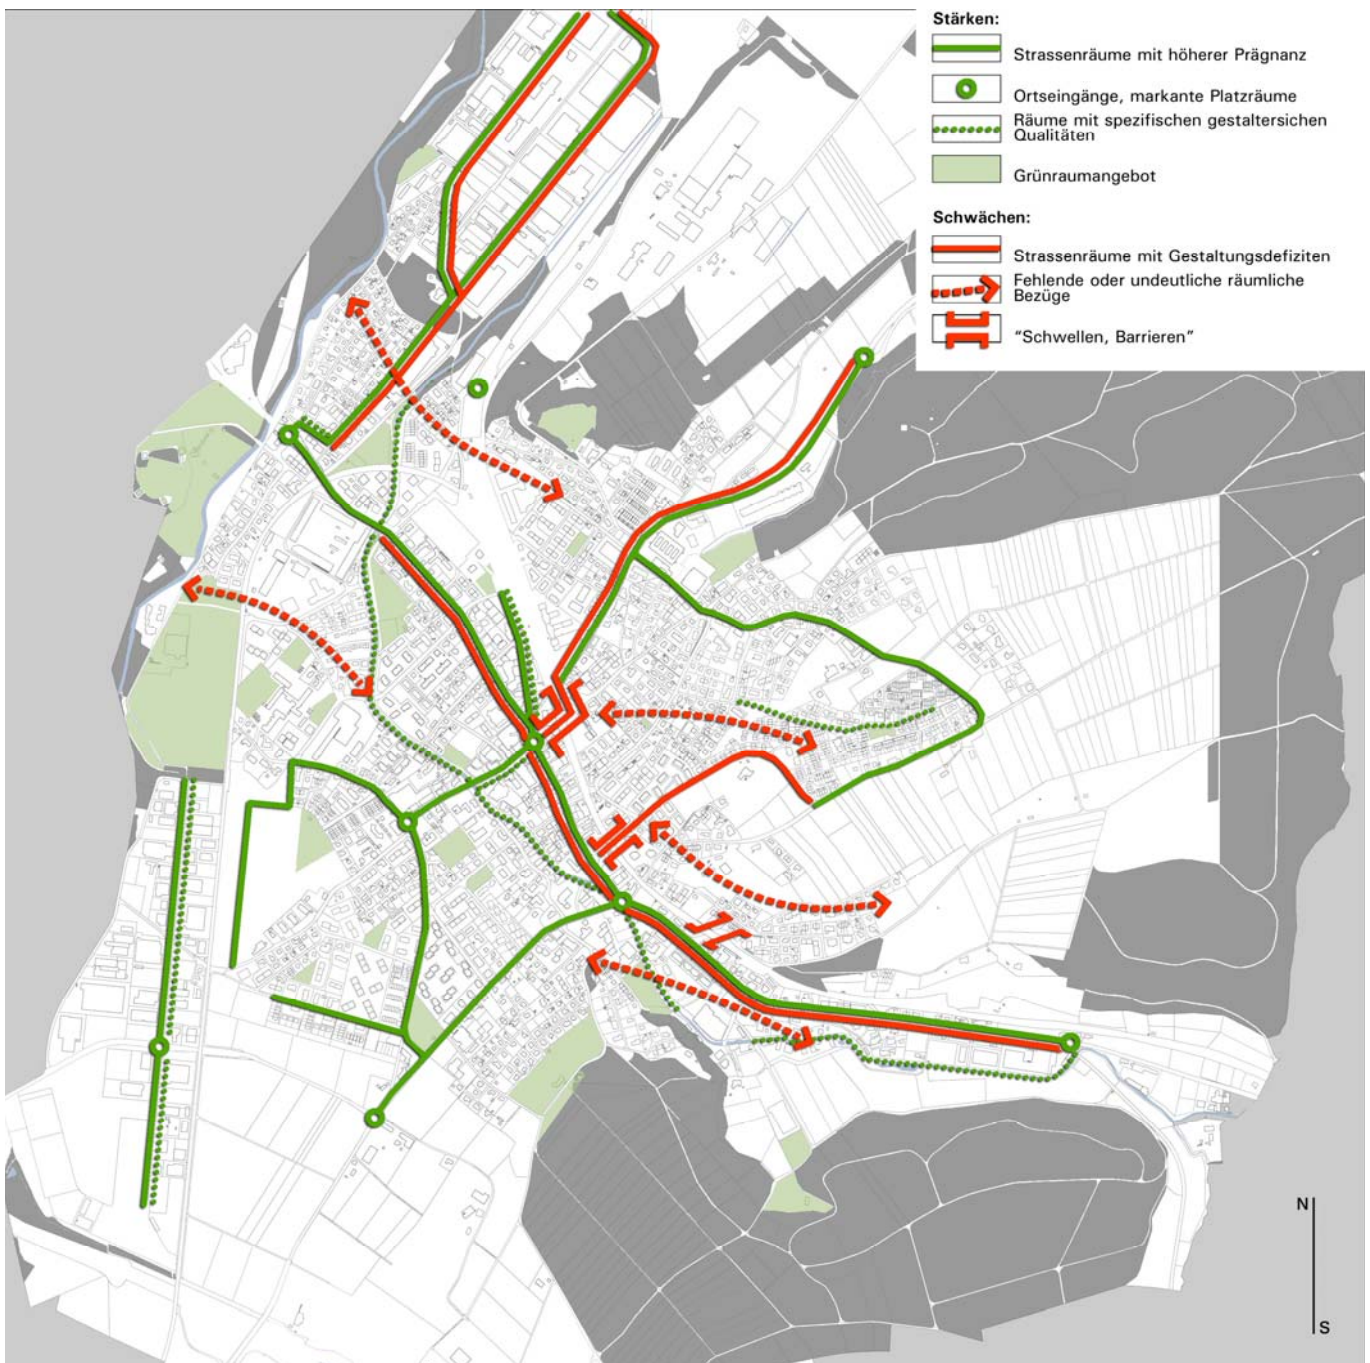 Stärken:
Strassenräume mit höherer Prägnanz
Ortseingänge, markante Platzräume
Räume mit spezifischen gestaltersichen
Qualitäten
Grünraumangebot
Schwächen:
Strassenräume mit Gestaltungsdefiziten
Fehlende oder undeutliche räumliche
Bezüge
"Schwellen, Barrieren"
N
S